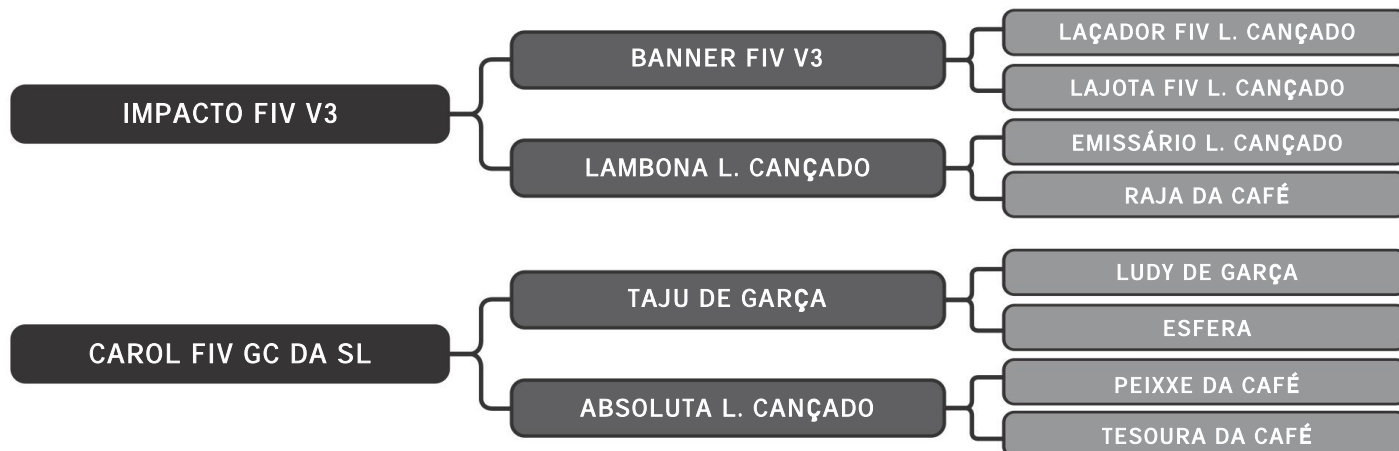 IMPACTO FIV V3
BANNER FIV V3
LAÇADOR FIV L. CANÇADO
LAJOTA FIV L. CANÇADO
LAMBONA L. CANÇADO
EMISSÁRIO L. CANÇADO
RAJA DA CAFÉ
CAROL FIV GC DA SL
TAJU DE GARÇA
LUDY DE GARÇA
ESFERA
ABSOLUTA L. CANÇADO
PEIXXE DA CAFÉ
TESOURA DA CAFÉ